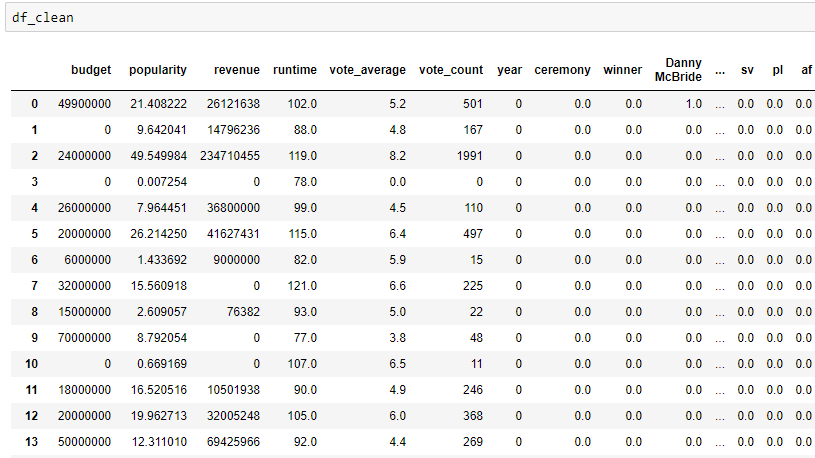 df_clean
budget popularity revenue runtime vote_average vote_count year ceremony winner Danny McBride ... sv pl af
0 49900000 21.408222 26121638 102.0 5.2 501 0 0.0 0.0 1.0 ... 0.0 0.0 0.0
1 0 9.642041 14796236 88.0 4.8 167 0 0.0 0.0 0.0 ... 0.0 0.0 0.0
2 24000000 49.549984 234710455 119.0 8.2 1991 0 0.0 0.0 0.0 ... 0.0 0.0 0.0
3 0 0.007254 0 78.0 0.0 0 0 0.0 0.0 0.0 ... 0.0 0.0 0.0
4 26000000 7.964451 36800000 99.0 4.5 110 0 0.0 0.0 0.0 ... 0.0 0.0 0.0
5 20000000 26.214250 41627431 115.0 6.4 497 0 0.0 0.0 0.0 ... 0.0 0.0 0.0
6 6000000 1.433692 9000000 82.0 5.9 15 0 0.0 0.0 0.0 ... 0.0 0.0 0.0
7 32000000 15.560918 0 121.0 6.6 225 0 0.0 0.0 0.0 ... 0.0 0.0 0.0
8 15000000 2.609057 76382 93.0 5.0 22 0 0.0 0.0 0.0 ... 0.0 0.0 0.0
9 70000000 8.792054 0 77.0 3.8 48 0 0.0 0.0 0.0 ... 0.0 0.0 0.0
10 0 0.669169 0 107.0 6.5 11 0 0.0 0.0 0.0 ... 0.0 0.0 0.0
11 18000000 16.520516 10501938 90.0 4.9 246 0 0.0 0.0 0.0 ... 0.0 0.0 0.0
12 20000000 19.962713 32005248 105.0 6.0 368 0 0.0 0.0 0.0 ... 0.0 0.0 0.0
13 50000000 12.311010 69425966 92.0 4.4 269 0 0.0 0.0 0.0 ... 0.0 0.0 0.0